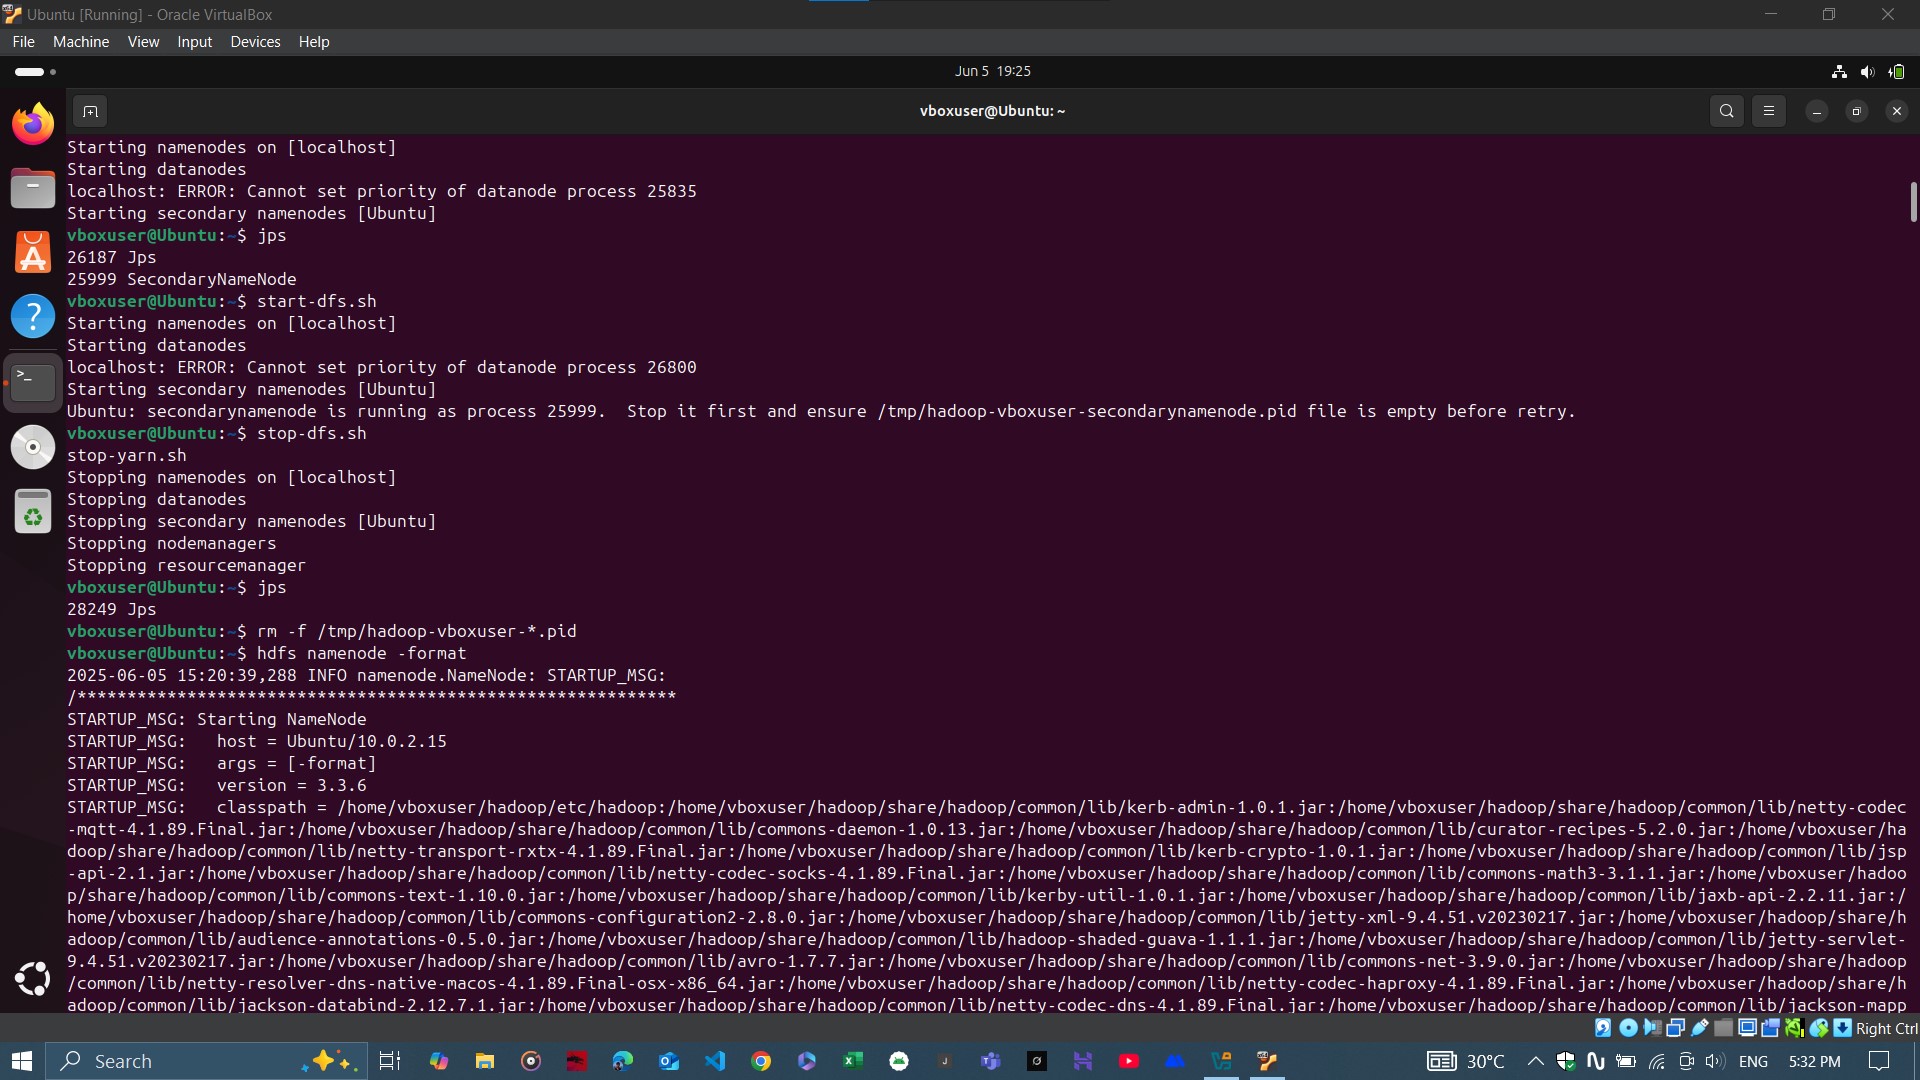 Ubuntu [Running] - Oracle VirtualBox
File Machine View Input Devices Help
Jun 5 19:25
vboxuser@Ubuntu: ~
Starting namenodes on [localhost]
Starting datanodes
localhost: ERROR: Cannot set priority of datanode process 25835
Starting secondary namenodes [Ubuntu]
vboxuser@Ubuntu:~$ jps
26187 Jps
25999 SecondaryNameNode
vboxuser@Ubuntu:~$ start-dfs.sh
Starting namenodes on [localhost]
Starting datanodes
localhost: ERROR: Cannot set priority of datanode process 26800
Starting secondary namenodes [Ubuntu]
Ubuntu: secondarynamenode is running as process 25999.  Stop it first and ensure /tmp/hadoop-vboxuser-secondarynamenode.pid file is empty before retry.
vboxuser@Ubuntu:~$ stop-dfs.sh
stop-yarn.sh
Stopping namenodes on [localhost]
Stopping datanodes
Stopping secondary namenodes [Ubuntu]
Stopping nodemanagers
Stopping resourcemanager
vboxuser@Ubuntu:~$ jps
28249 Jps
vboxuser@Ubuntu:~$ rm -f /tmp/hadoop-vboxuser-*.pid
vboxuser@Ubuntu:~$ hdfs namenode -format
2025-06-05 15:20:39,288 INFO namenode.NameNode: STARTUP_MSG:
/************************************************************
STARTUP_MSG: Starting NameNode
STARTUP_MSG:   host = Ubuntu/10.0.2.15
STARTUP_MSG:   args = [-format]
STARTUP_MSG:   version = 3.3.6
STARTUP_MSG:   classpath = /home/vboxuser/hadoop/etc/hadoop:/home/vboxuser/hadoop/share/hadoop/common/lib/kerb-admin-1.0.1.jar:/home/vboxuser/hadoop/share/hadoop/common/lib/netty-codec
-mqtt-4.1.89.Final.jar:/home/vboxuser/hadoop/share/hadoop/common/lib/commons-daemon-1.0.13.jar:/home/vboxuser/hadoop/share/hadoop/common/lib/curator-recipes-5.2.0.jar:/home/vboxuser/ha
doop/share/hadoop/common/lib/netty-transport-rxtx-4.1.89.Final.jar:/home/vboxuser/hadoop/share/hadoop/common/lib/kerb-crypto-1.0.1.jar:/home/vboxuser/hadoop/share/hadoop/common/lib/jsp
-api-2.1.jar:/home/vboxuser/hadoop/share/hadoop/common/lib/netty-codec-socks-4.1.89.Final.jar:/home/vboxuser/hadoop/share/hadoop/common/lib/commons-math3-3.1.1.jar:/home/vboxuser/hadoo
p/share/hadoop/common/lib/commons-text-1.10.0.jar:/home/vboxuser/hadoop/share/hadoop/common/lib/kerby-util-1.0.1.jar:/home/vboxuser/hadoop/share/hadoop/common/lib/jaxb-api-2.2.11.jar:/
home/vboxuser/hadoop/share/hadoop/common/lib/commons-configuration2-2.8.0.jar:/home/vboxuser/hadoop/share/hadoop/common/lib/jetty-xml-9.4.51.v20230217.jar:/home/vboxuser/hadoop/share/h
adoop/common/lib/audience-annotations-0.5.0.jar:/home/vboxuser/hadoop/share/hadoop/common/lib/hadoop-shaded-guava-1.1.1.jar:/home/vboxuser/hadoop/share/hadoop/common/lib/jetty-servlet-
9.4.51.v20230217.jar:/home/vboxuser/hadoop/share/hadoop/common/lib/avro-1.7.7.jar:/home/vboxuser/hadoop/share/hadoop/common/lib/commons-net-3.9.0.jar:/home/vboxuser/hadoop/share/hadoop
/common/lib/netty-resolver-dns-native-macos-4.1.89.Final-osx-x86_64.jar:/home/vboxuser/hadoop/share/hadoop/common/lib/netty-codec-haproxy-4.1.89.Final.jar:/home/vboxuser/hadoop/share/h
adoop/common/lib/jackson-databind-2.12.7.1.jar:/home/vboxuser/hadoop/share/hadoop/common/lib/netty-codec-dns-4.1.89.Final.jar:/home/vboxuser/hadoop/share/hadoop/common/lib/jackson-mapp
Right Ctrl
Search
30°C
ENG
5:32 PM